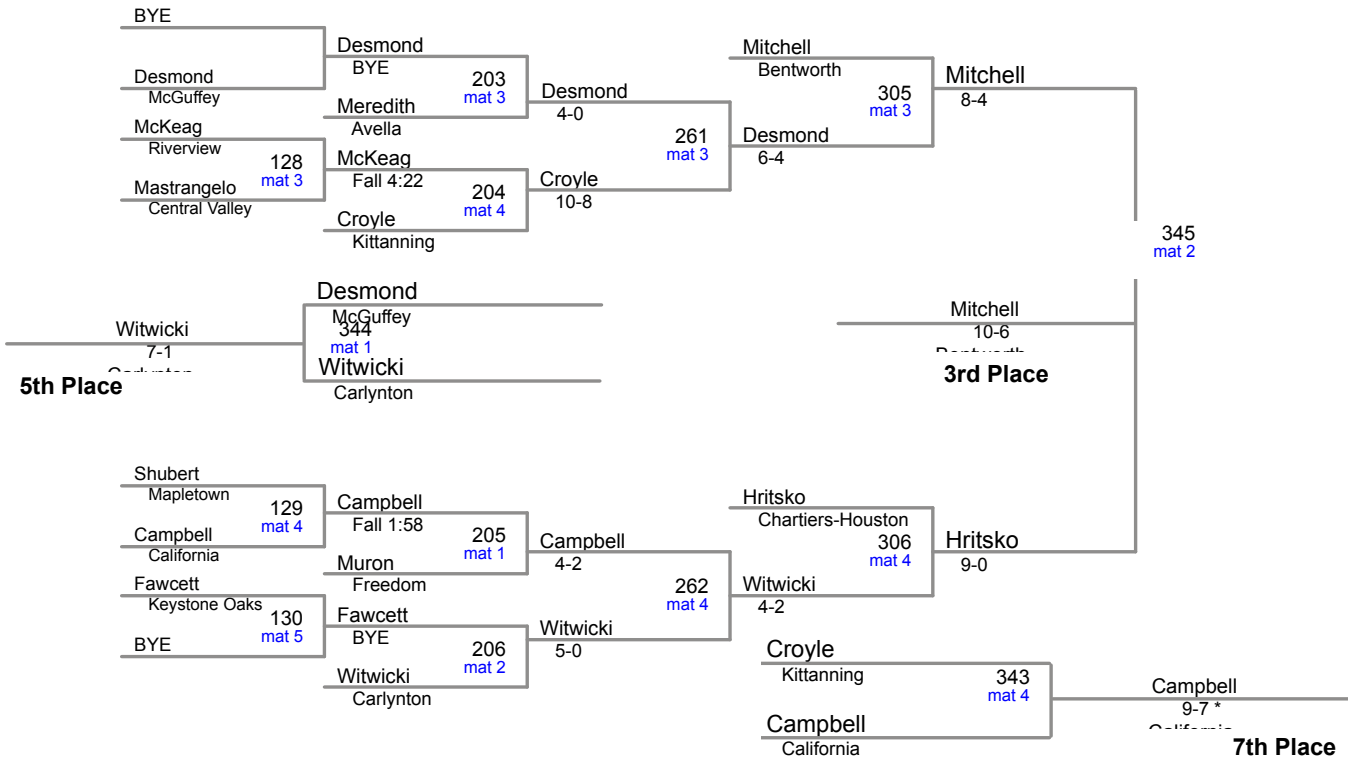 BYE
Desmond
McGuffey
McKeag
Riverview
128
mat 3
Mastrangelo
Central Valley
Desmond
BYE
203
mat 3
Meredith
Avella
McKeag
Fall 4:22
204
mat 4
Croyle
Kittanning
Desmond
4-0
261
mat 3
Croyle
10-8
Mitchell
Bentworth
305
mat 3
Desmond
6-4
Mitchell
8-4
345
mat 2
Desmond
McGuffey
344
mat 1
Witwicki
Carlynton
Witwicki
7-1
5th Place
Mitchell
10-6
3rd Place
Shubert
Mapletown
129
mat 4
Campbell
California
Fawcett
Keystone Oaks
130
mat 5
BYE
Campbell
Fall 1:58
205
mat 1
Muron
Freedom
Fawcett
BYE
206
mat 2
Witwicki
Carlynton
Campbell
4-2
262
mat 4
Witwicki
5-0
Hritsko
Chartiers-Houston
306
mat 4
Witwicki
4-2
Hritsko
9-0
Croyle
Kittanning
343
mat 4
Campbell
California
Campbell
9-7 *
7th Place